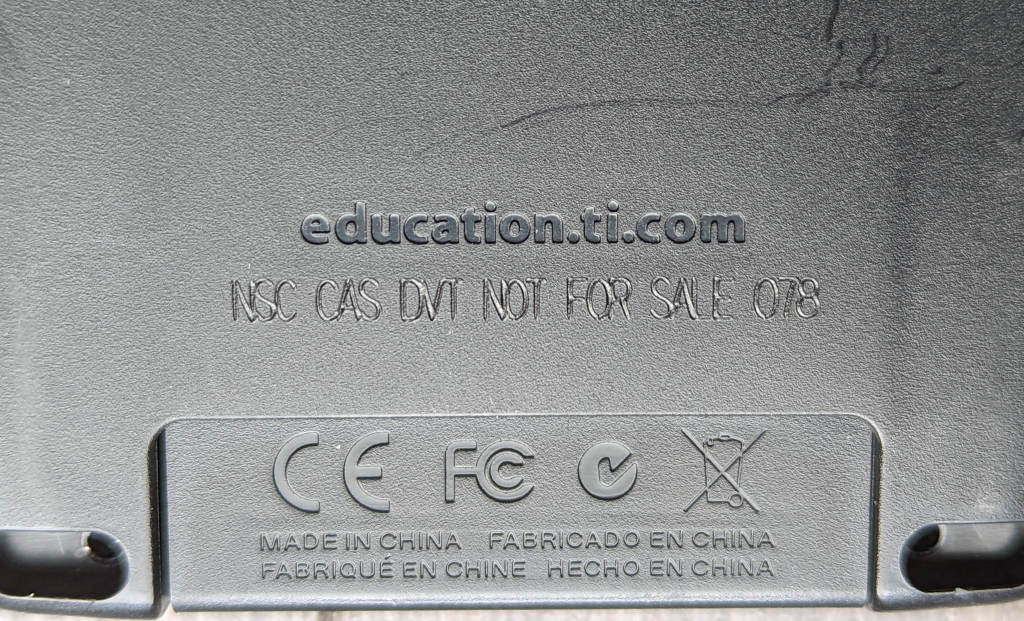 education.ti.com
NSC CAS DVT NOT FOR SALE 078
CE FC
MADE IN CHINA FABRICADO EN CHINA
FABRIQUÉ EN CHINE HECHO EN CHINA